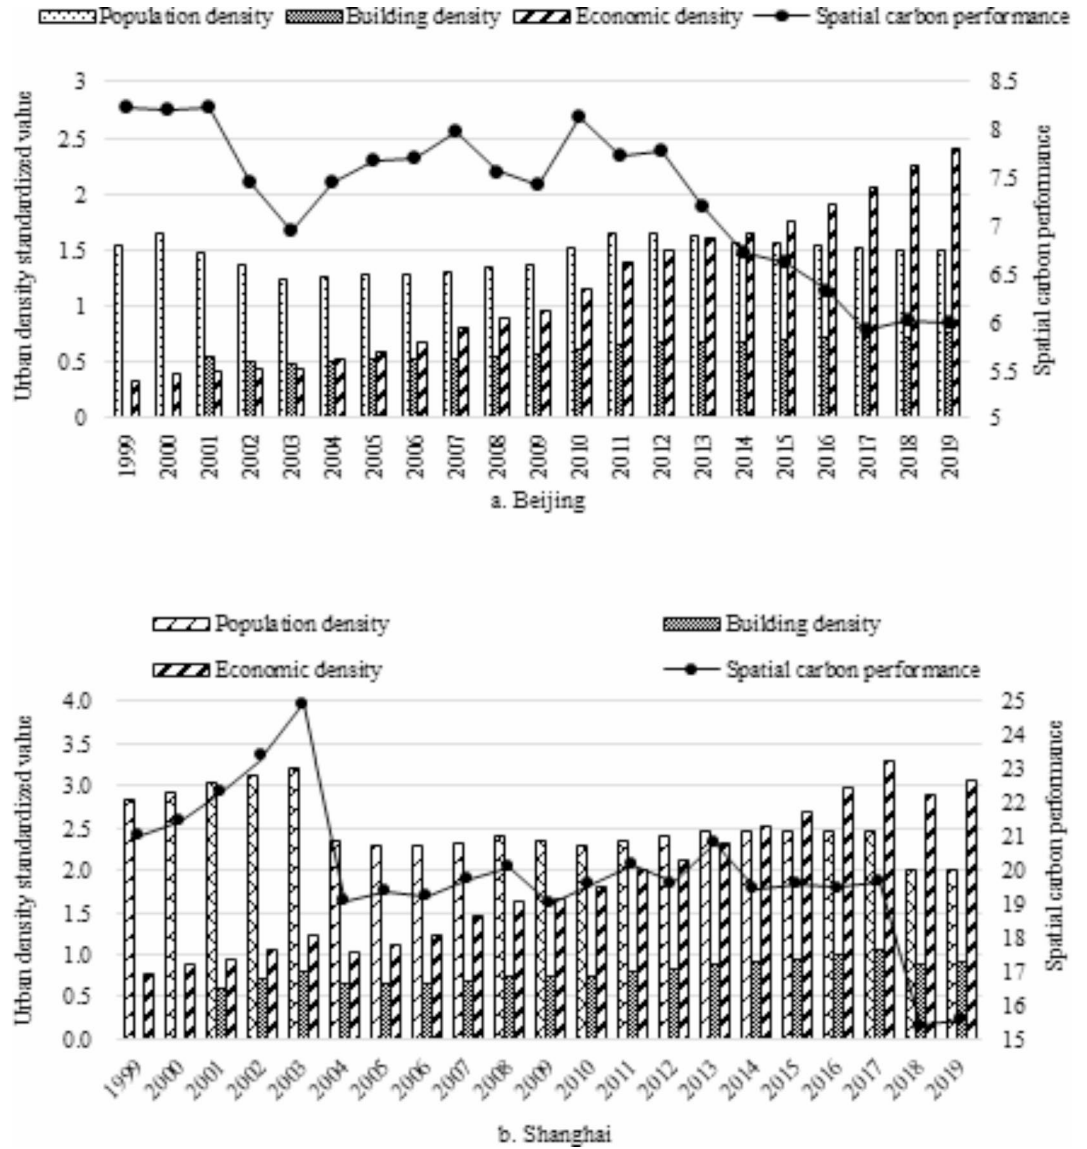 Population density Building density Economic density Spatial carbon performance
3 8.5
2.5 8
2 7.5
1.5 7
1 6.5
0.5 6
0 5.5
5
Urban density standardized value
Spatial carbon performance
1999 2000 2001 2002 2003 2004 2005 2006 2007 2008 2009 2010 2011 2012 2013 2014 2015 2016 2017 2018 2019
a. Beijing
Population density Building density
Economic density Spatial carbon performance
4.0 25
3.5 24
3.0 23
2.5 22
2.0 21
1.5 20
1.0 19
0.5 18
0.0 17
16
15
Urban density standardized value
Spatial carbon performance
1999 2000 2001 2002 2003 2004 2005 2006 2007 2008 2009 2010 2011 2012 2013 2014 2015 2016 2017 2018 2019
b. Shanghai